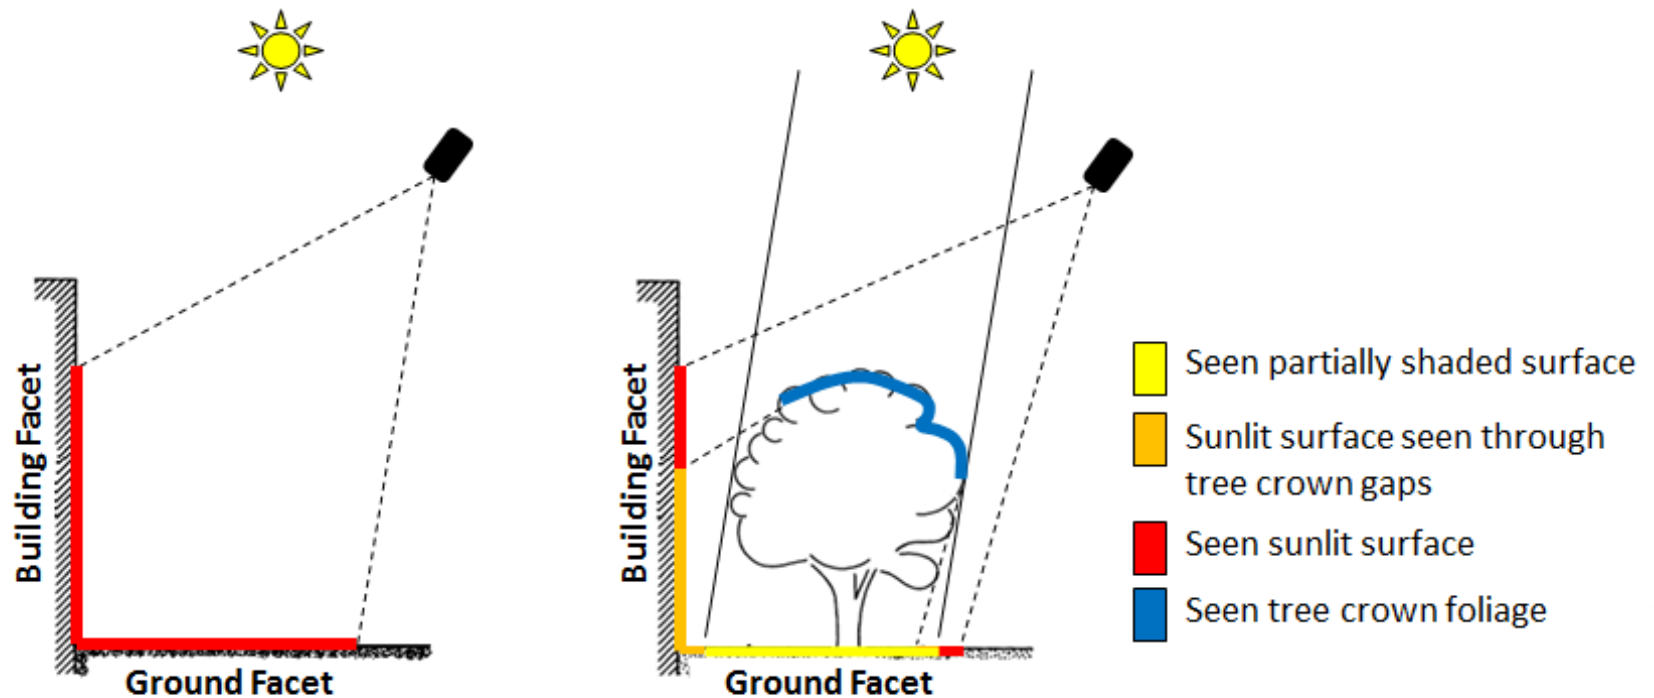 Building Facet
Ground Facet
Building Facet
Ground Facet
Seen partially shaded surface
Sunlit surface seen through
tree crown gaps
Seen sunlit surface
Seen tree crown foliage